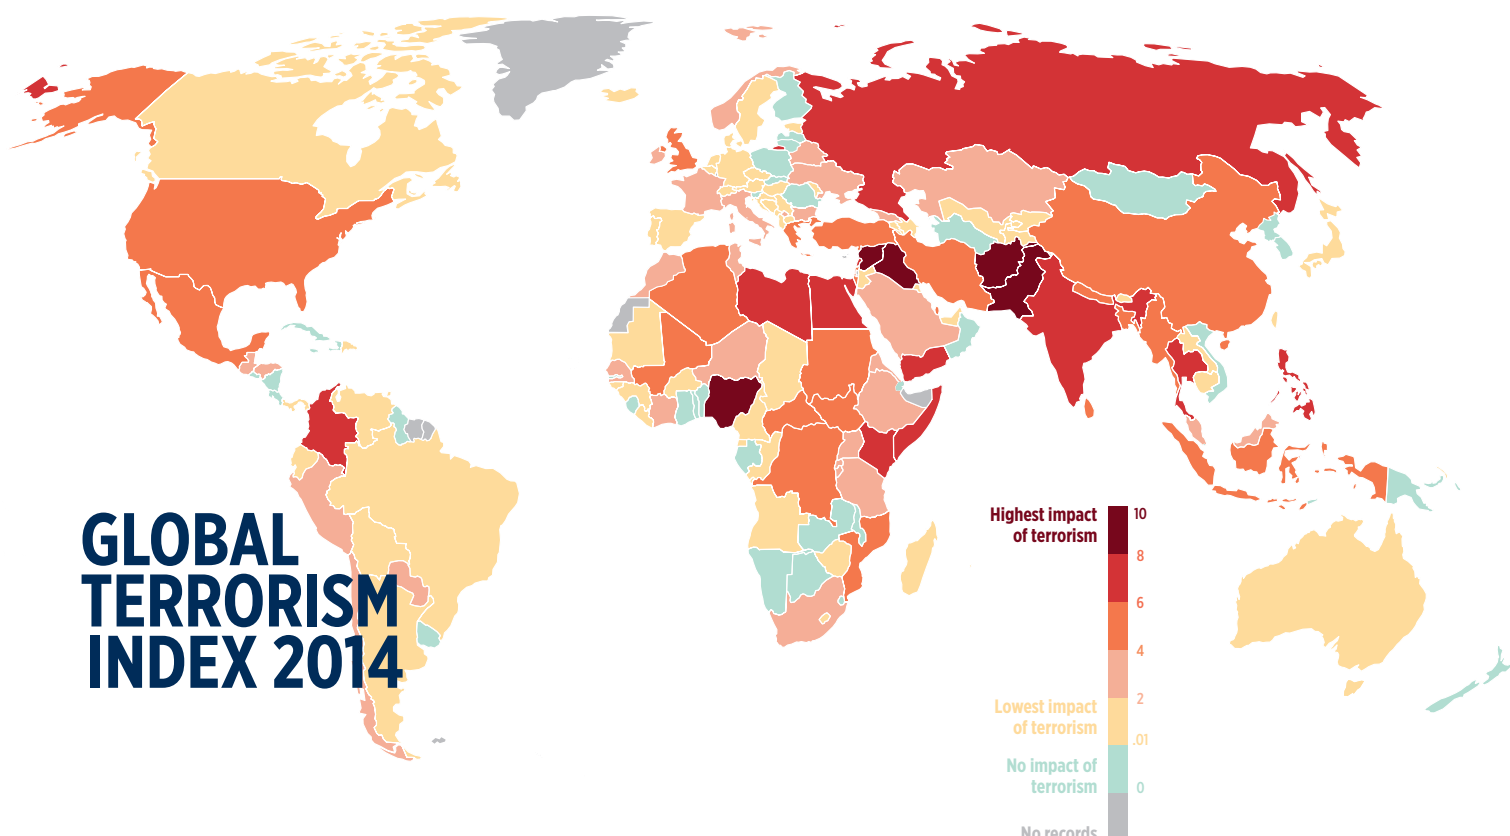 GLOBAL
TERRORISM
INDEX 2014
Highest impact
of terrorism
10
8
6
4
2
Lowest impact
of terrorism
.01
No impact of
terrorism
0
No records